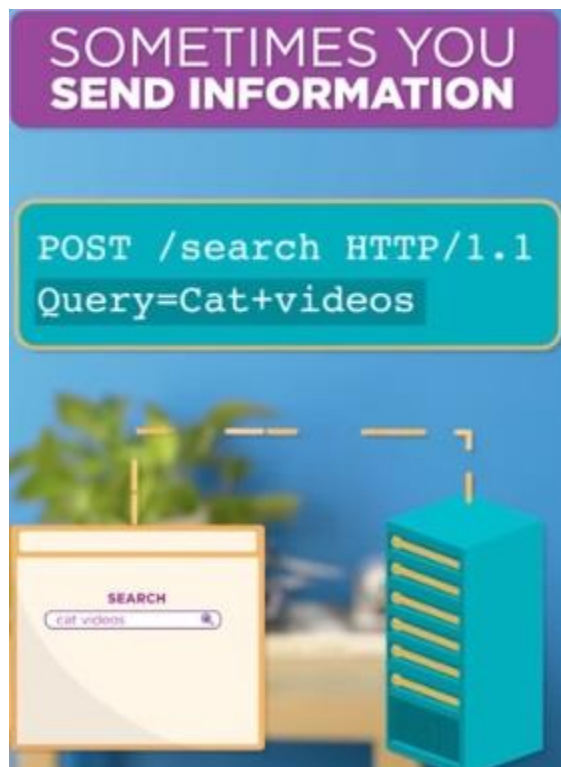 SOMETIMES YOU
SEND INFORMATION
POST /search HTTP/1.1
Query=Cat+videos
SEARCH
cat videos